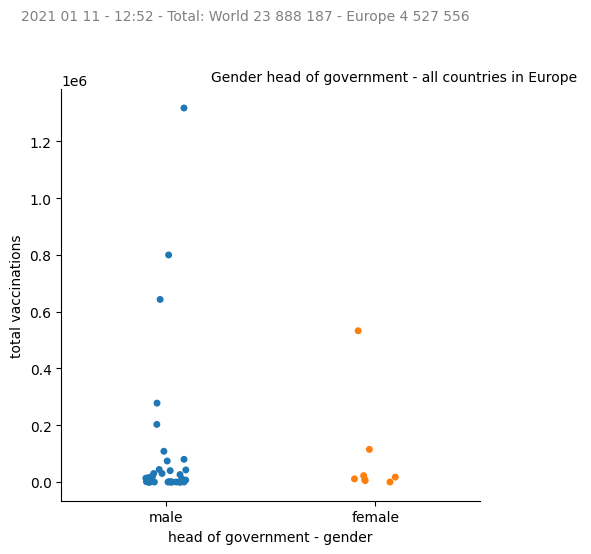 2021 01 11 - 12:52 - Total: World 23 888 187 - Europe 4 527 556
Gender head of government - all countries in Europe
1e6
1.2
1.0
0.8
0.6
0.4
0.2
0.0
total vaccinations
male
female
head of government - gender